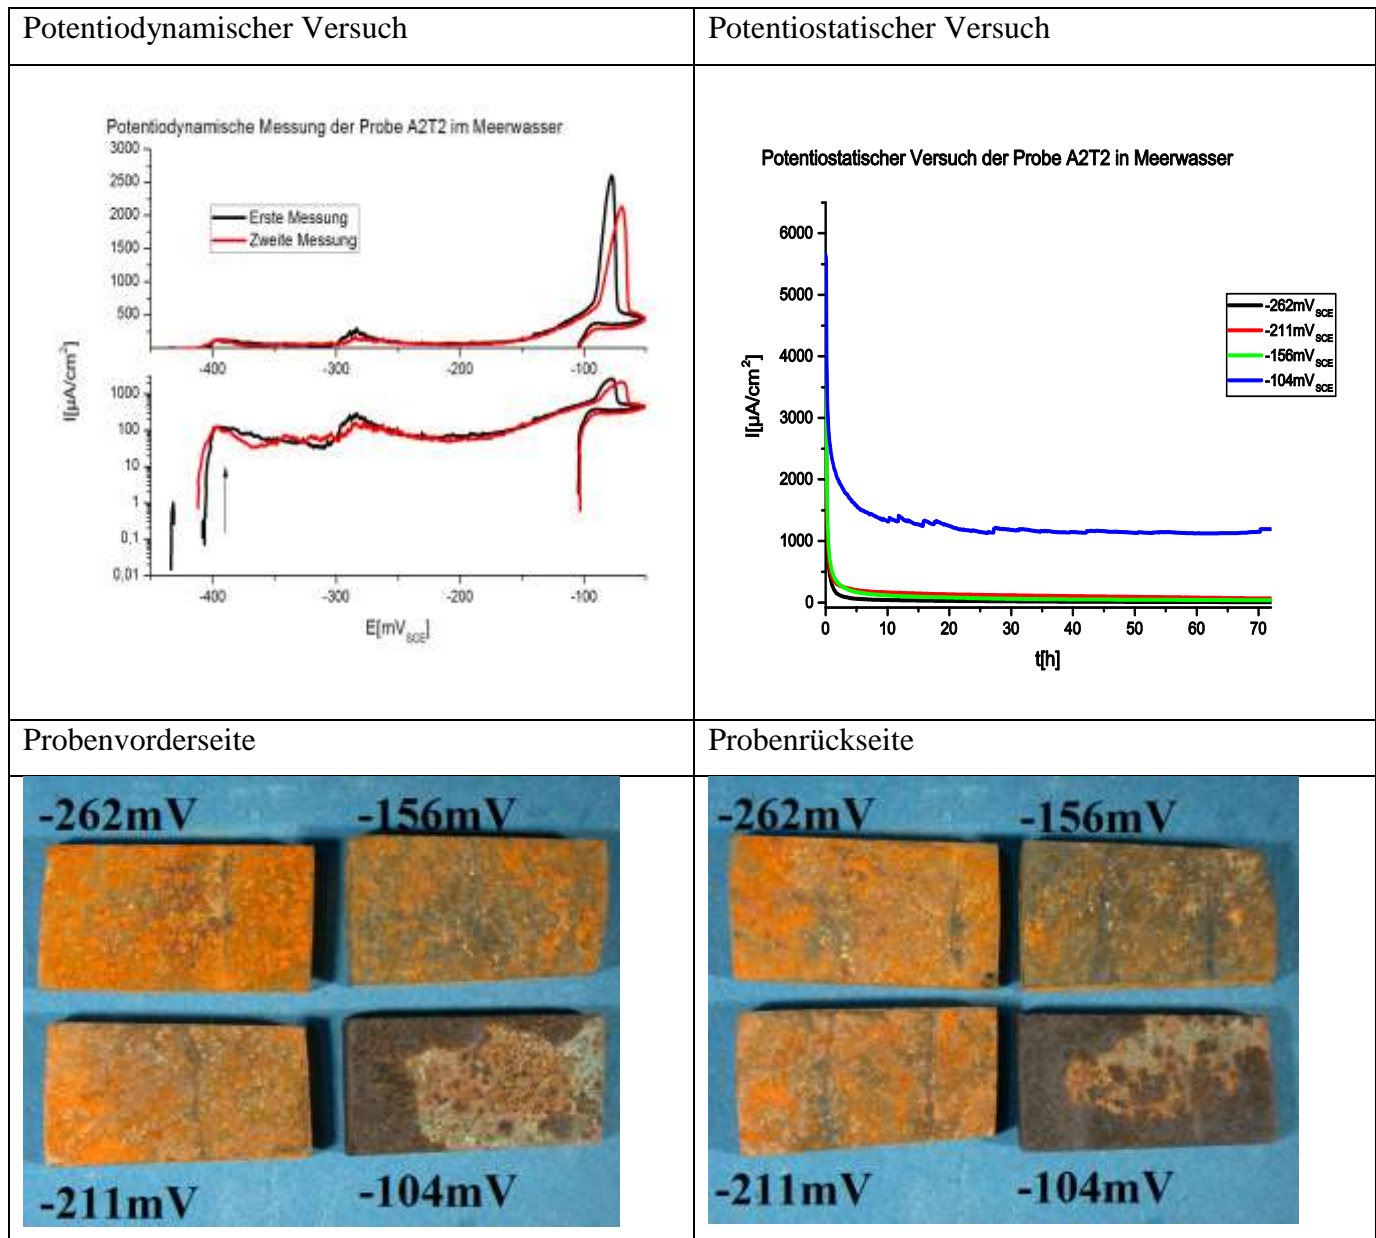 Potentiodynamischer Versuch
Potentiostatischer Versuch
Potentiodynamische Messung der Probe A2T2 im Meerwasser
3000
2500
2000
1500
1000
500
Erste Messung
Zweite Messung
-400 -300 -200 -100
I[µA/cm²]
1000
100
10
1
0,1
0,01
-400 -300 -200 -100
E[mV_SCE]
Potentiostatischer Versuch der Probe A2T2 in Meerwasser
6000
5000
4000
3000
2000
1000
0
I[µA/cm²]
-262mV_SCE
-211mV_SCE
-156mV_SCE
-104mV_SCE
0 10 20 30 40 50 60 70
t[h]
Probenvorderseite
Probenrückseite
-262mV -156mV
-211mV -104mV
-262mV -156mV
-211mV -104mV